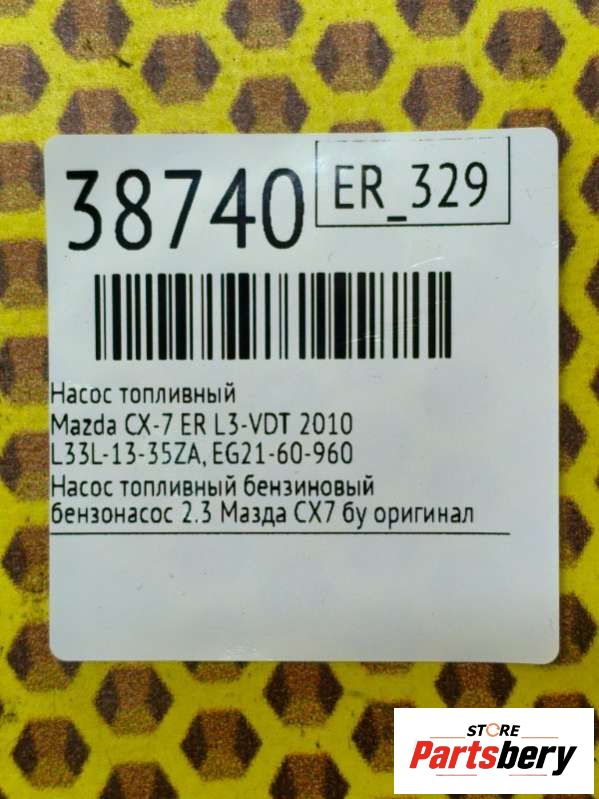 38740
ER_329
Насос топливный
Mazda CX-7 ER L3-VDT 2010
L33L-13-35ZA, EG21-60-960
Насос топливный бензиновый
бензонасос 2.3 Мазда СХ7 бу оригинал
STORE
Partsbery